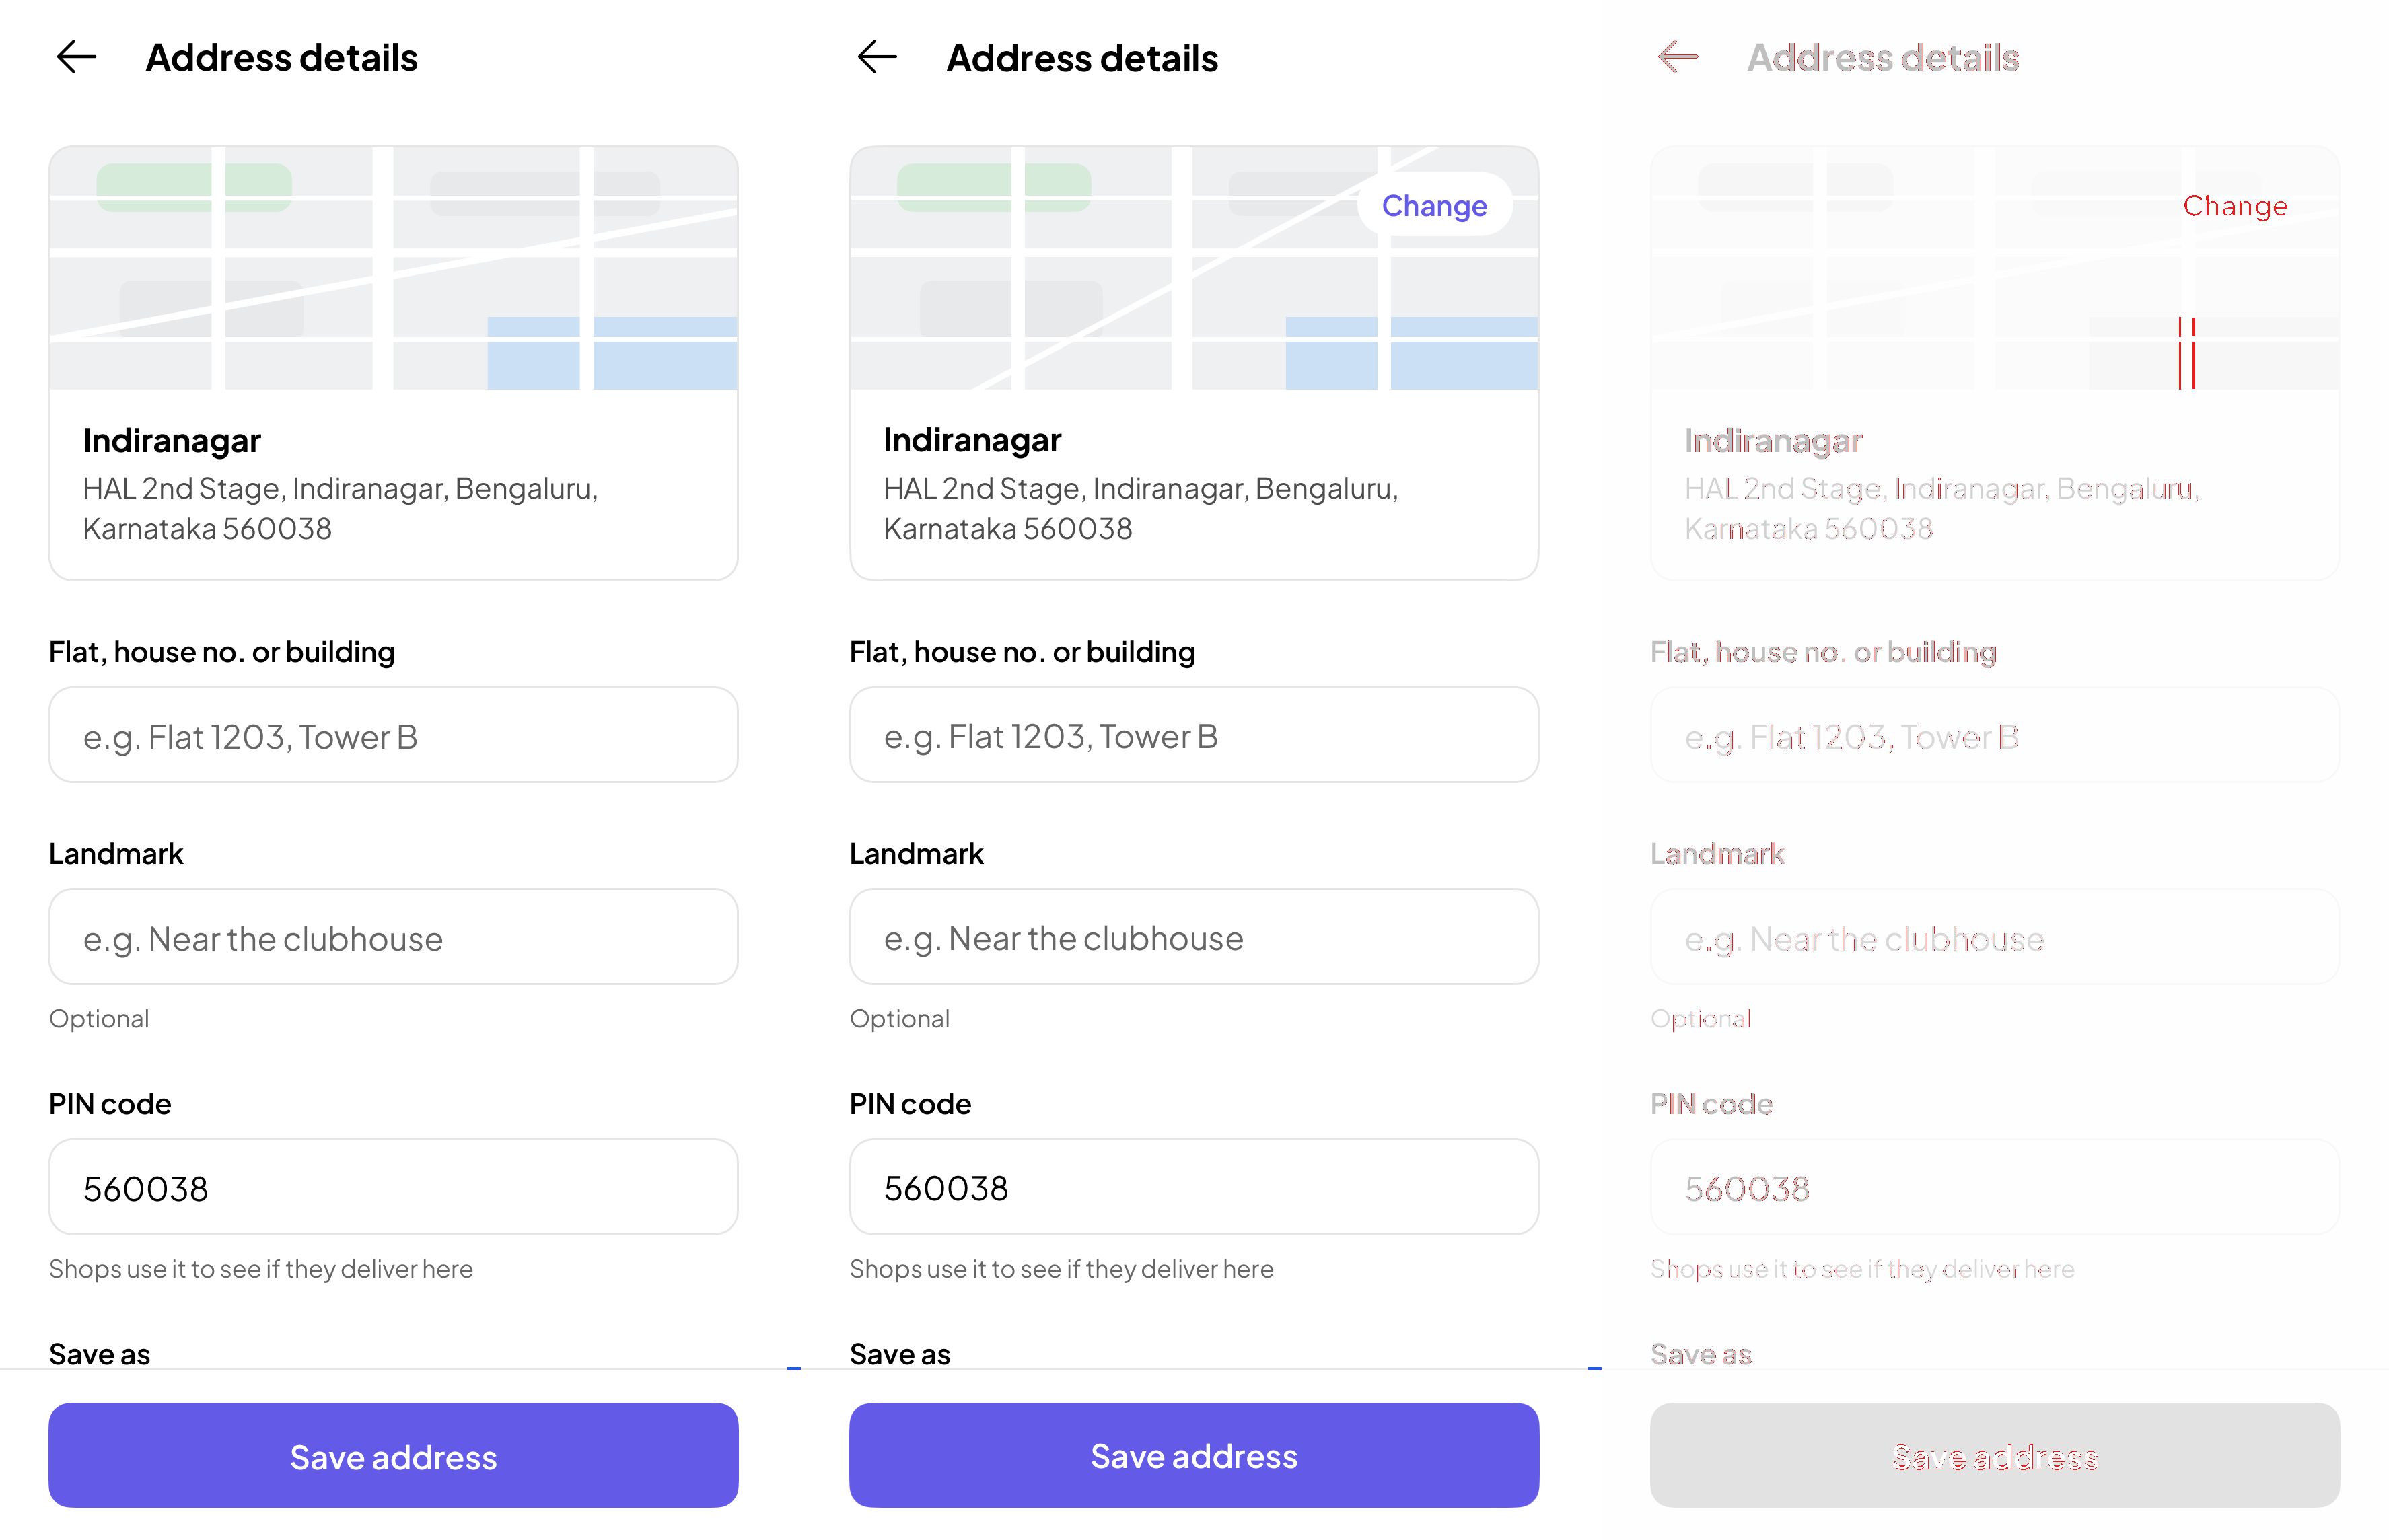 Address details
Indiranagar
HAL 2nd Stage, Indiranagar, Bengaluru,
Karnataka 560038
Flat, house no. or building
e.g. Flat 1203, Tower B
Landmark
e.g. Near the clubhouse
Optional
PIN code
560038
Shops use it to see if they deliver here
Save as
Save address
Address details
Change
Indiranagar
HAL 2nd Stage, Indiranagar, Bengaluru,
Karnataka 560038
Flat, house no. or building
e.g. Flat 1203, Tower B
Landmark
e.g. Near the clubhouse
Optional
PIN code
560038
Shops use it to see if they deliver here
Save as
Save address
Address details
Change
Indiranagar
HAL 2nd Stage, Indiranagar, Bengaluru,
Karnataka 560038
Flat, house no. or building
e.g. Flat 1203, Tower B
Landmark
e.g. Near the clubhouse
Optional
PIN code
560038
Shops use it to see if they deliver here
Save as
Save address